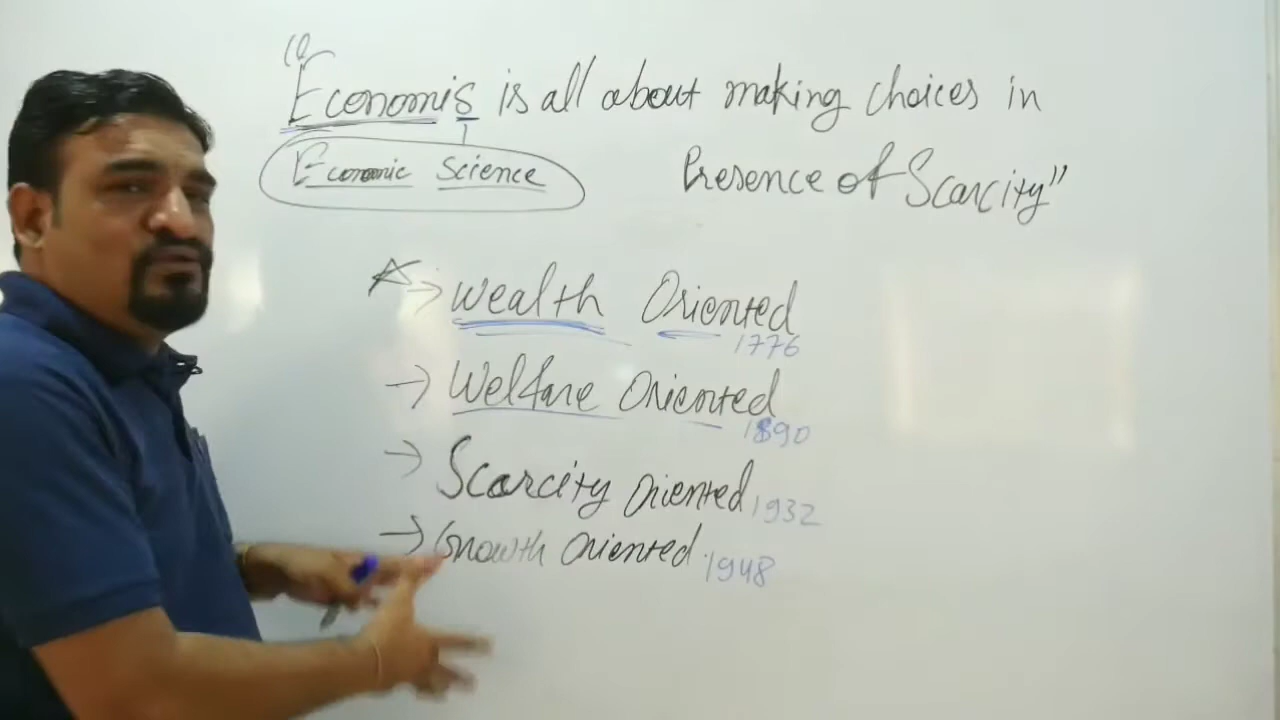 "Economis is all about making choices in
Economic Science
Presence of Scarcity"
→ Wealth Oriented
1776
→ Welfare Oriented
1890
→ Scarcity Oriented 1932
→ Growth Oriented 1948